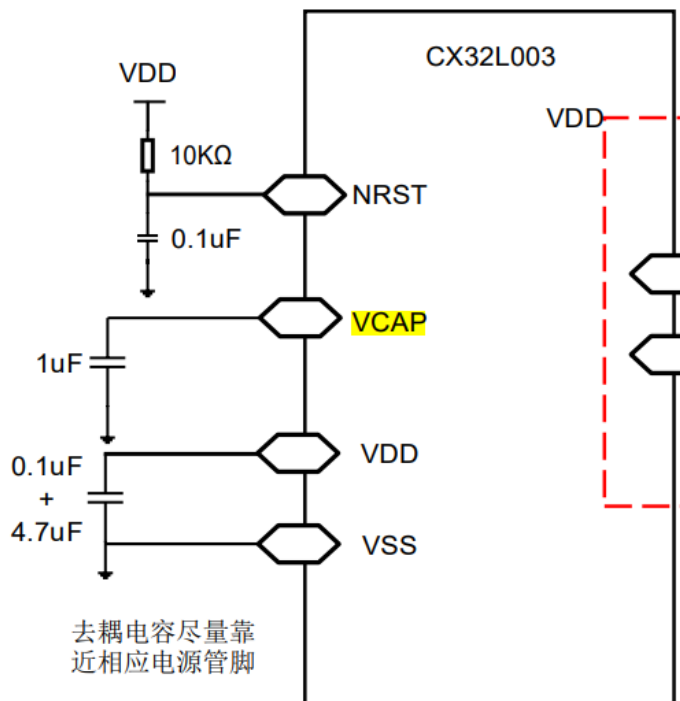 CX32L003
VDD
VDD
10KΩ
NRST
0.1uF
VCAP
1uF
VDD
0.1uF
+
4.7uF
VSS
去耦电容尽量靠
近相应电源管脚